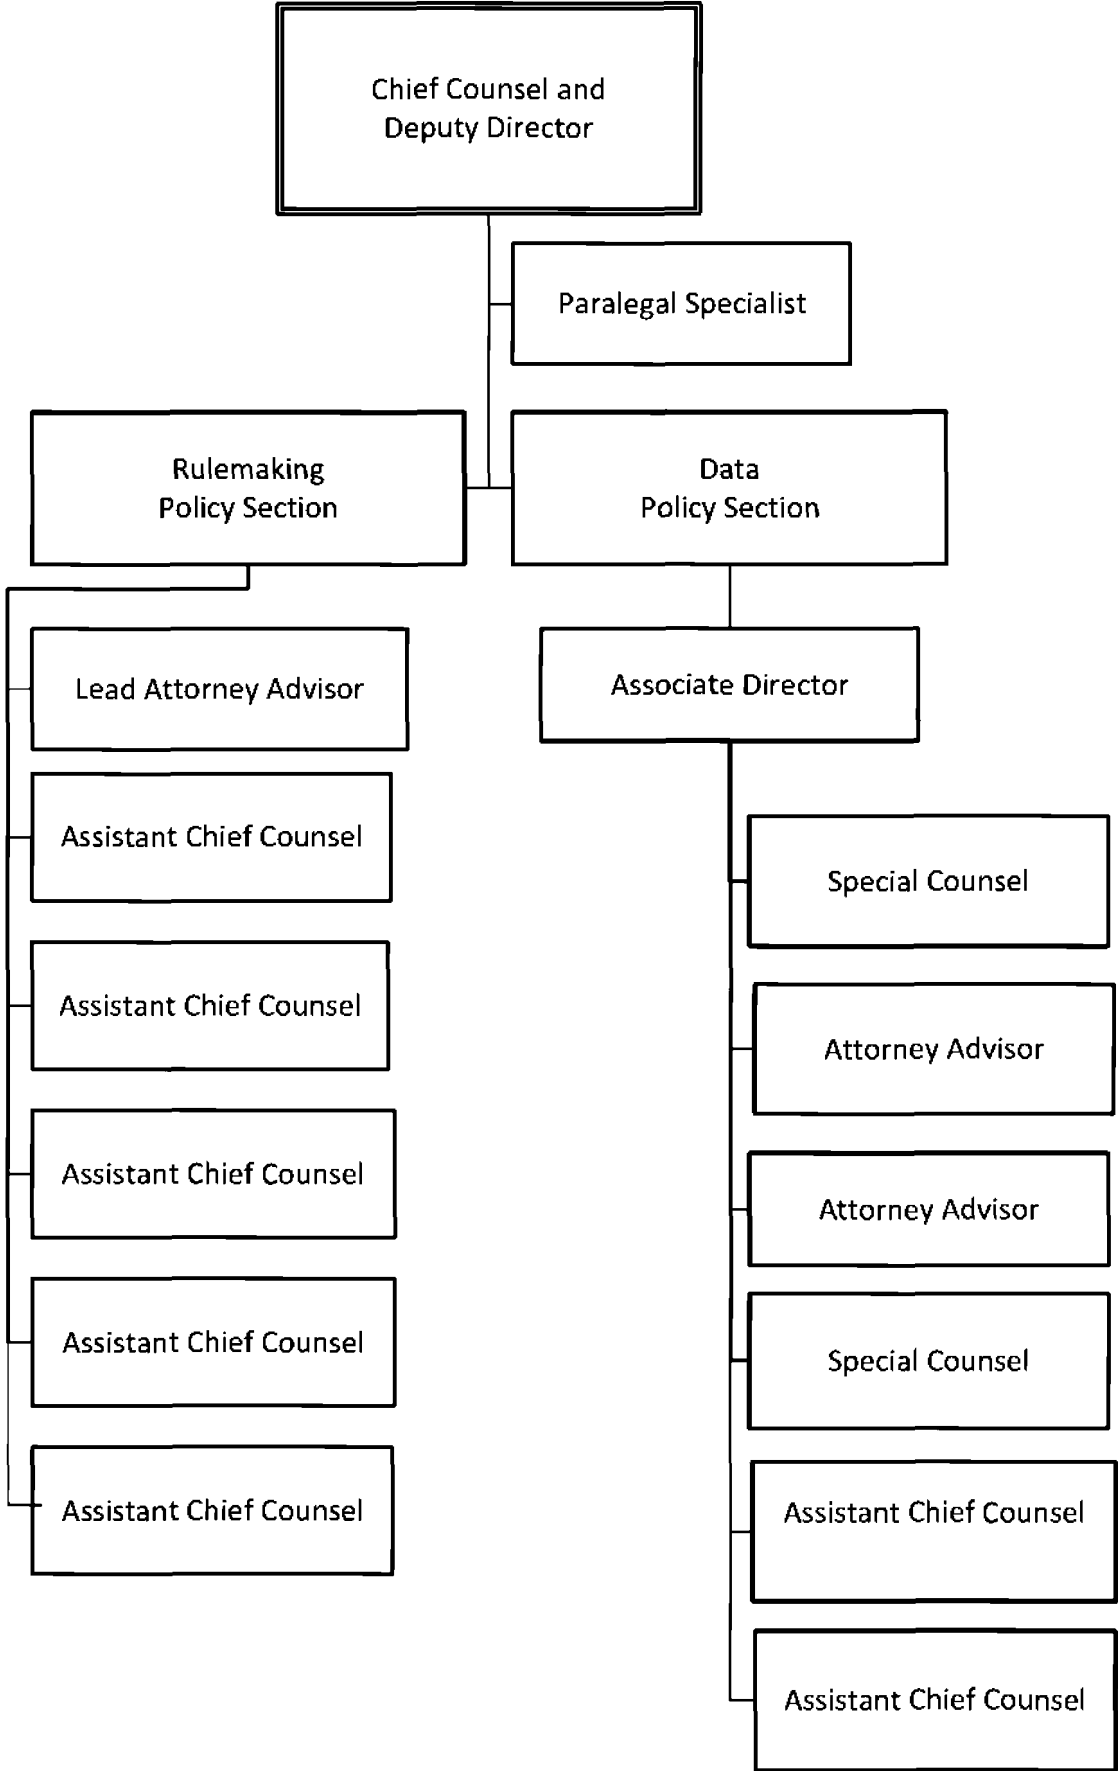 Chief Counsel and
Deputy Director
Paralegal Specialist
Rulemaking
Policy Section
Data
Policy Section
Lead Attorney Advisor
Assistant Chief Counsel
Assistant Chief Counsel
Assistant Chief Counsel
Assistant Chief Counsel
Assistant Chief Counsel
Associate Director
Special Counsel
Attorney Advisor
Attorney Advisor
Special Counsel
Assistant Chief Counsel
Assistant Chief Counsel